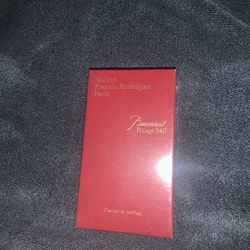 Maison
Francis Kurkdjian
Paris
Baccarat
Rouge 540
Extrait de parfum